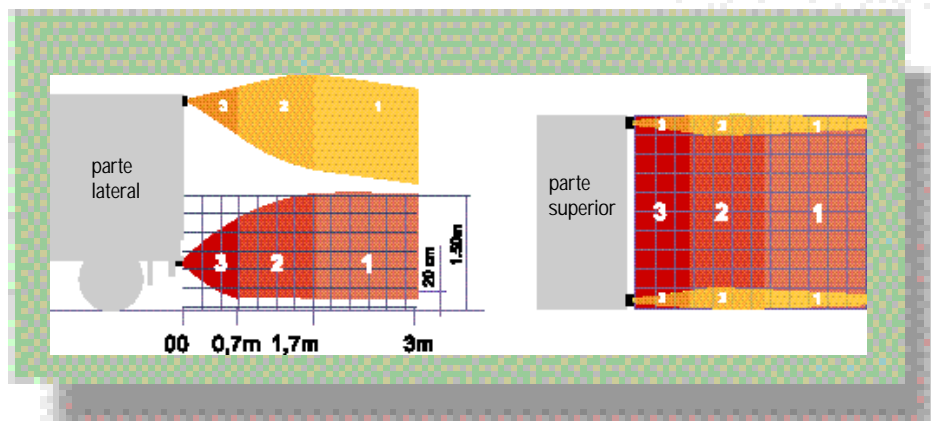 parte
lateral
3 2 1
3 2 1
20 cm
1.50m
00 0,7m 1,7m 3m
parte
superior
3 2 1
3 2 1
3 2 1